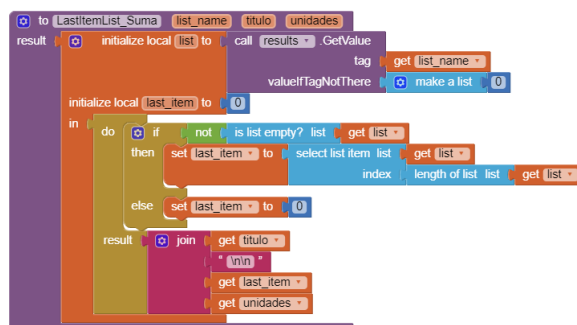 to LastItemList_Suma list_name titulo unidades
result initialize local list to call results .GetValue
tag get list_name
valueIfTagNotThere make a list 0
initialize local last_item to 0
in do if not is list empty? list get list
then set last_item to select list item list get list
index length of list list get list
else set last_item to 0
result join get titulo
" \n\n "
get last_item
get unidades